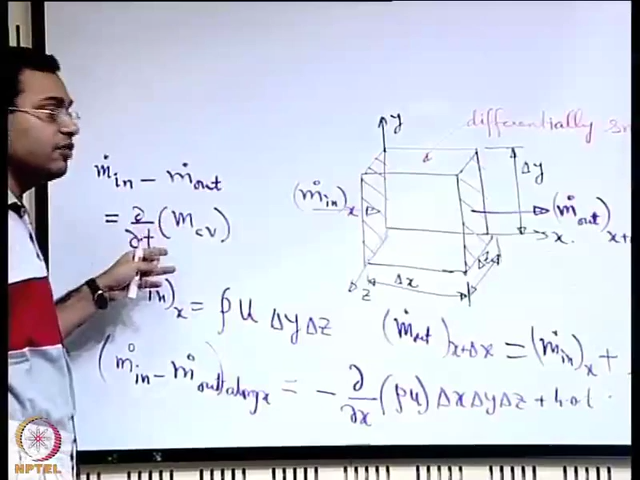 differentially
y
ṁin − ṁout
= ∂/∂t (mcv)
(ṁin)x
Δy
(ṁout)x+
x
Δx
z
in)x = ρu ΔyΔz
(ṁout)x+Δx = (ṁin)x +
(ṁin − ṁout)along x = − ∂/∂x (ρu) ΔxΔyΔz + h.o.t.
NPTEL